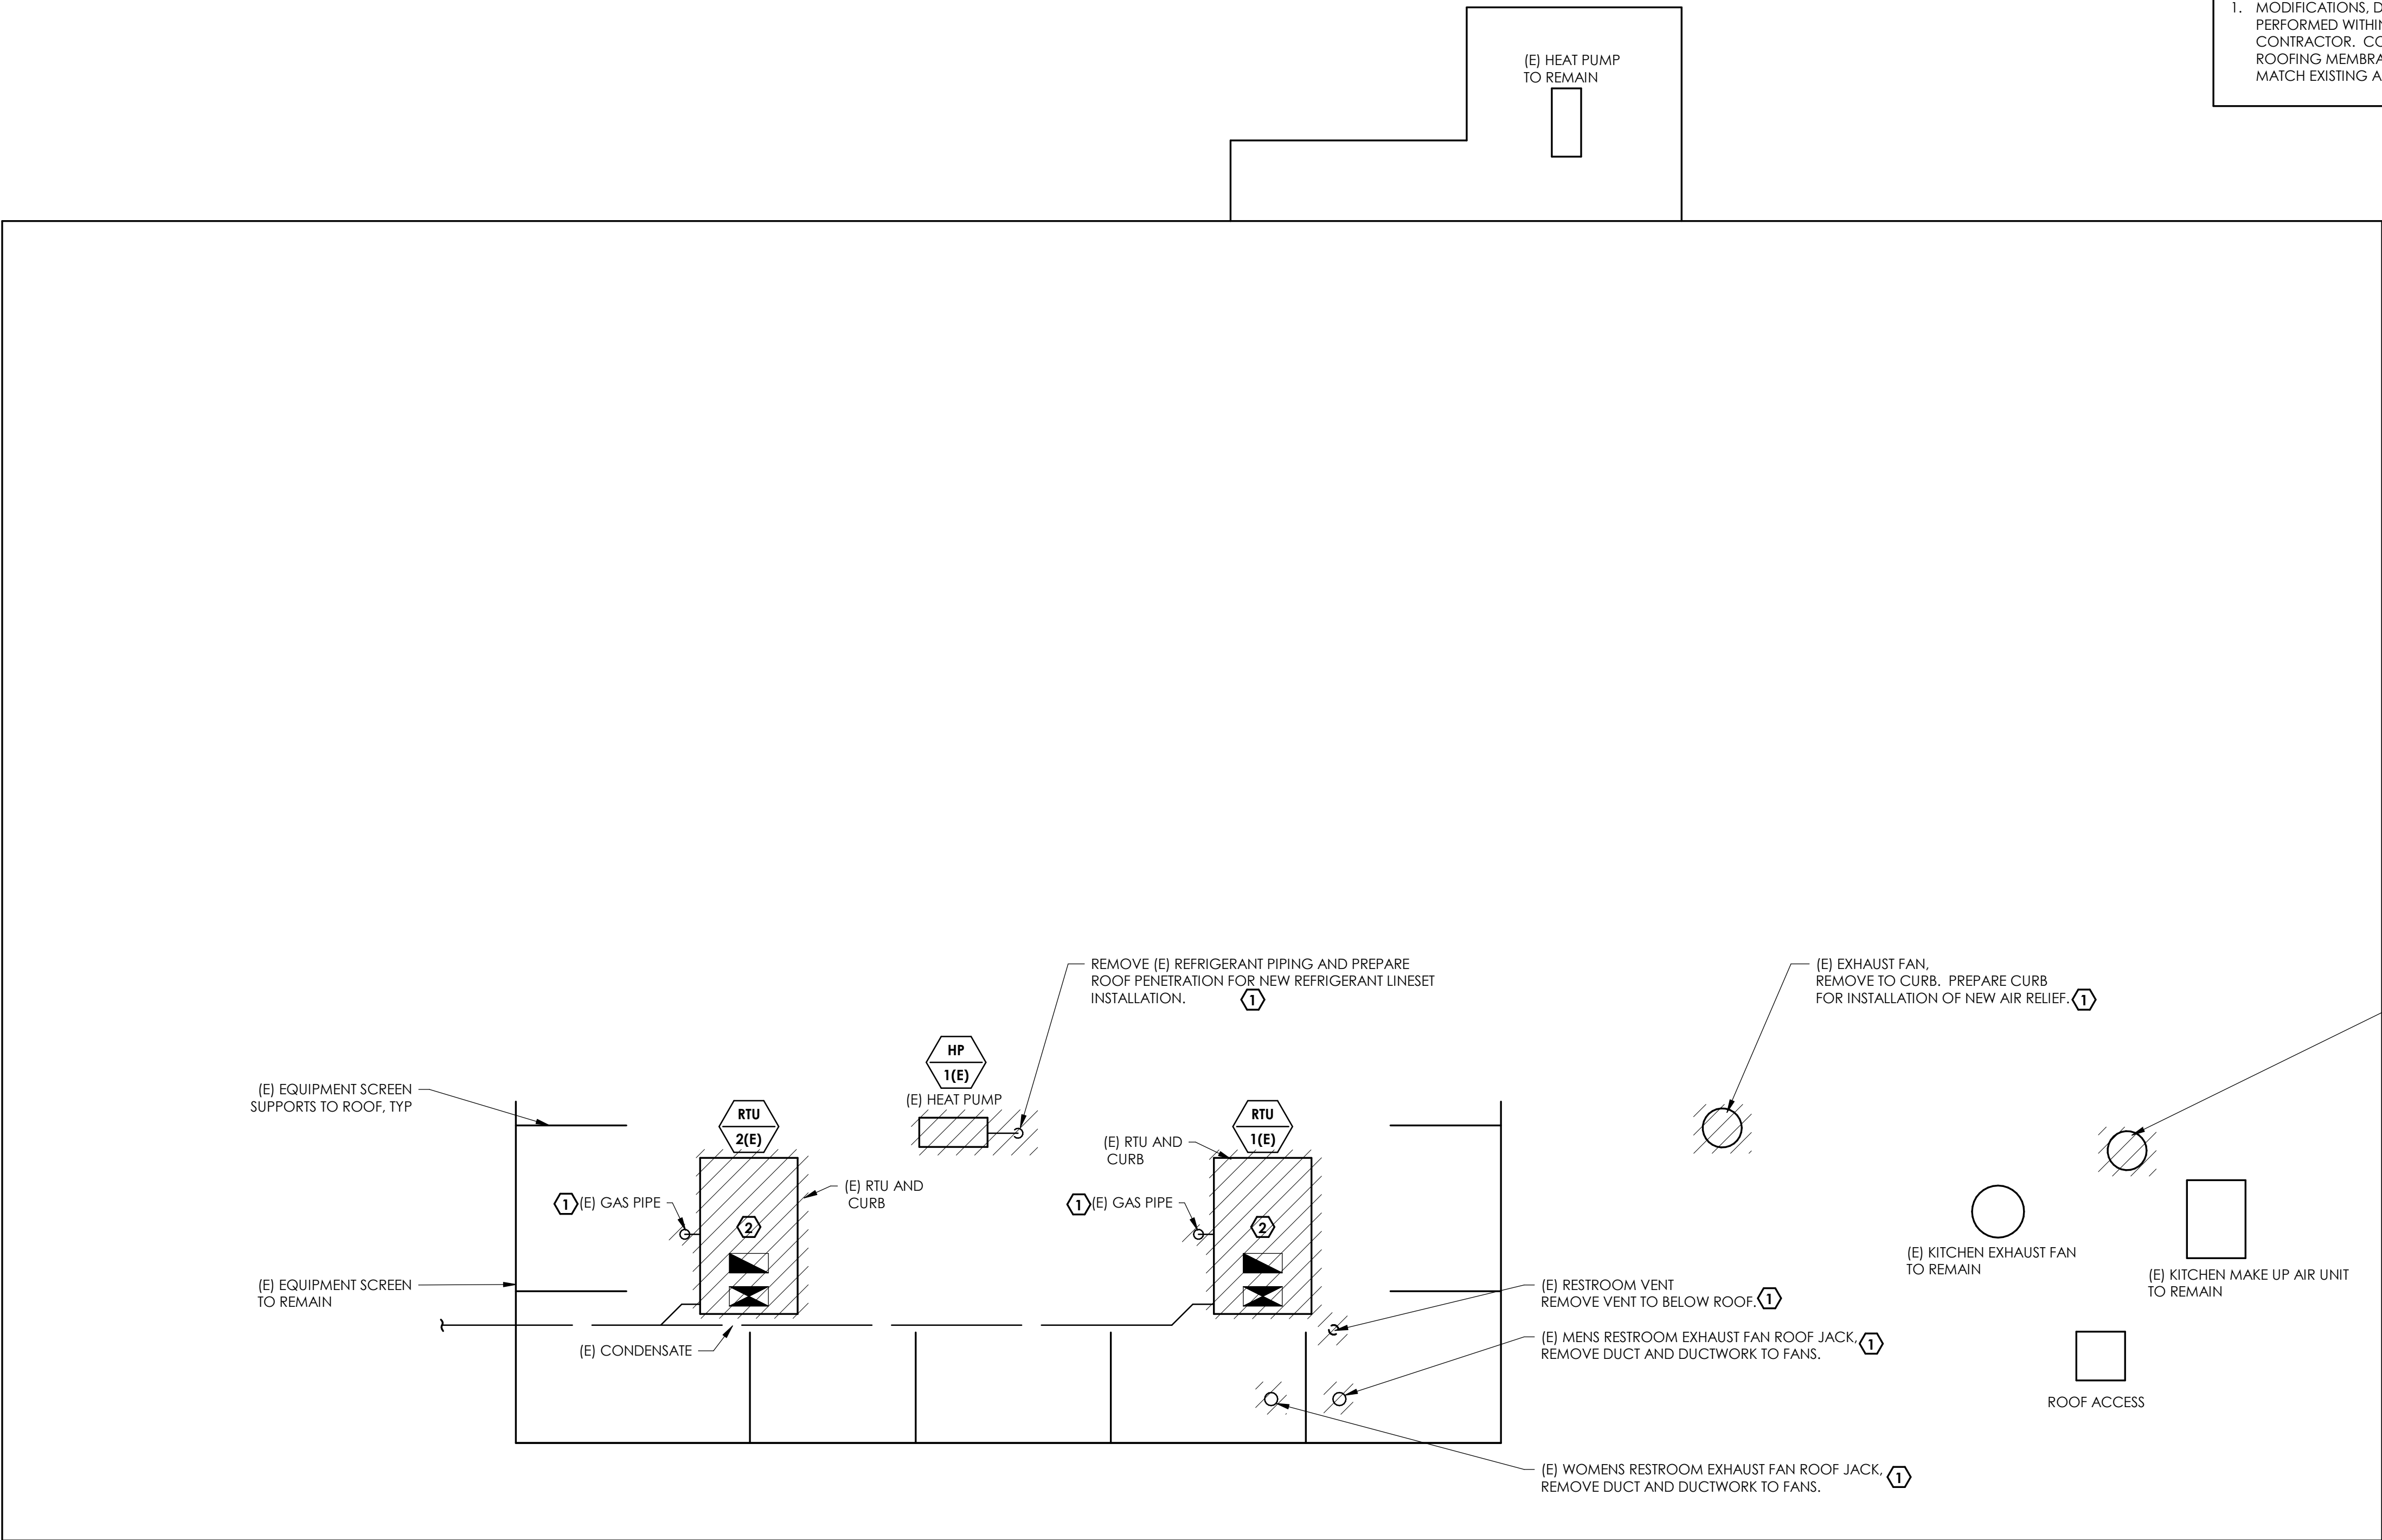 1. MODIFICATIONS, D
PERFORMED WITHIN
CONTRACTOR. CO
ROOFING MEMBRA
MATCH EXISTING A
(E) HEAT PUMP
TO REMAIN
REMOVE (E) REFRIGERANT PIPING AND PREPARE
ROOF PENETRATION FOR NEW REFRIGERANT LINESET
INSTALLATION. 1
(E) EXHAUST FAN,
REMOVE TO CURB. PREPARE CURB
FOR INSTALLATION OF NEW AIR RELIEF. 1
HP
1(E)
(E) HEAT PUMP
(E) EQUIPMENT SCREEN
SUPPORTS TO ROOF, TYP
RTU
2(E)
RTU
1(E)
(E) RTU AND
CURB
(E) RTU AND
CURB
1 (E) GAS PIPE
1 (E) GAS PIPE
2
2
(E) KITCHEN EXHAUST FAN
TO REMAIN
(E) KITCHEN MAKE UP AIR UNIT
TO REMAIN
(E) EQUIPMENT SCREEN
TO REMAIN
(E) RESTROOM VENT
REMOVE VENT TO BELOW ROOF. 1
(E) CONDENSATE
(E) MENS RESTROOM EXHAUST FAN ROOF JACK, 1
REMOVE DUCT AND DUCTWORK TO FANS.
ROOF ACCESS
(E) WOMENS RESTROOM EXHAUST FAN ROOF JACK, 1
REMOVE DUCT AND DUCTWORK TO FANS.